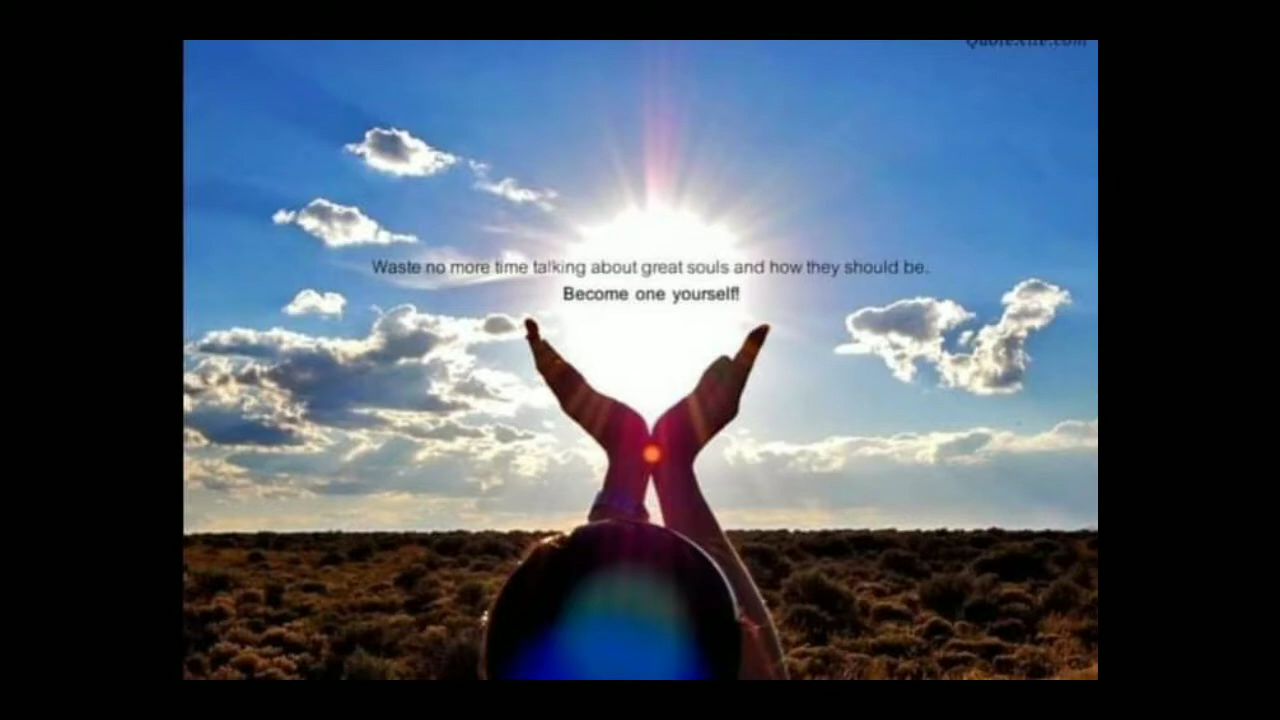 Waste no more time talking about great souls and how they should be.
Become one yourself!